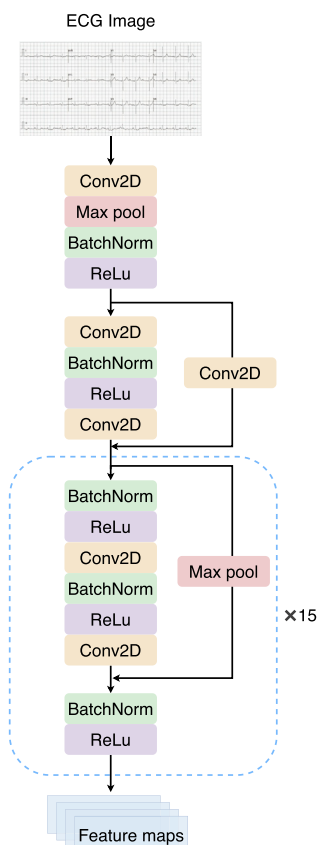 ECG Image
Conv2D
Max pool
BatchNorm
ReLu
Conv2D
BatchNorm
ReLu
Conv2D
Conv2D
BatchNorm
ReLu
Conv2D
BatchNorm
ReLu
Conv2D
Max pool
×15
BatchNorm
ReLu
Feature maps